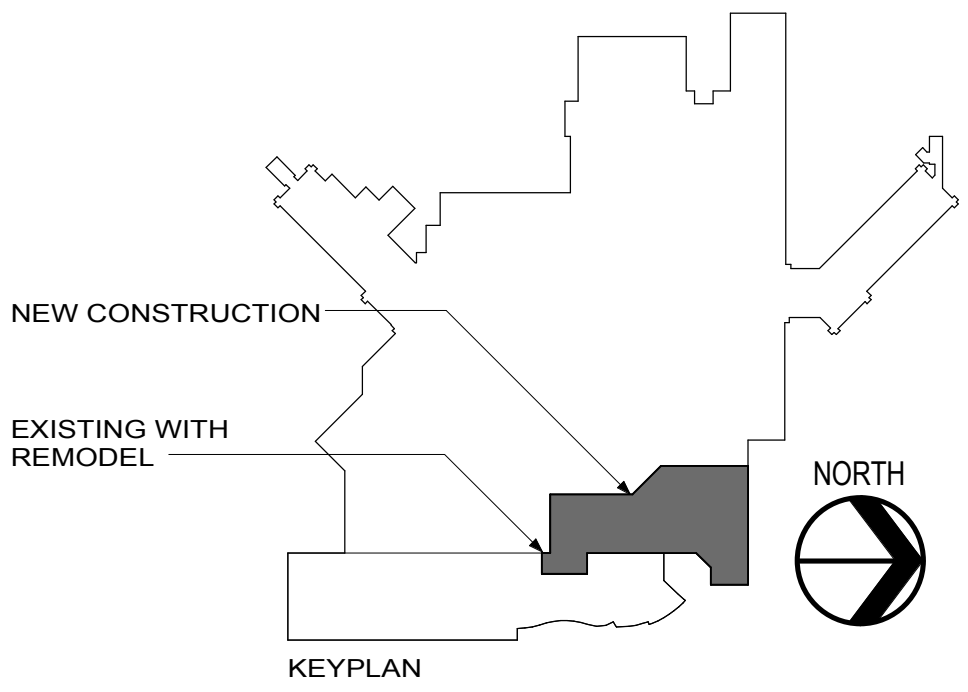 NEW CONSTRUCTION
EXISTING WITH
REMODEL
NORTH
KEYPLAN